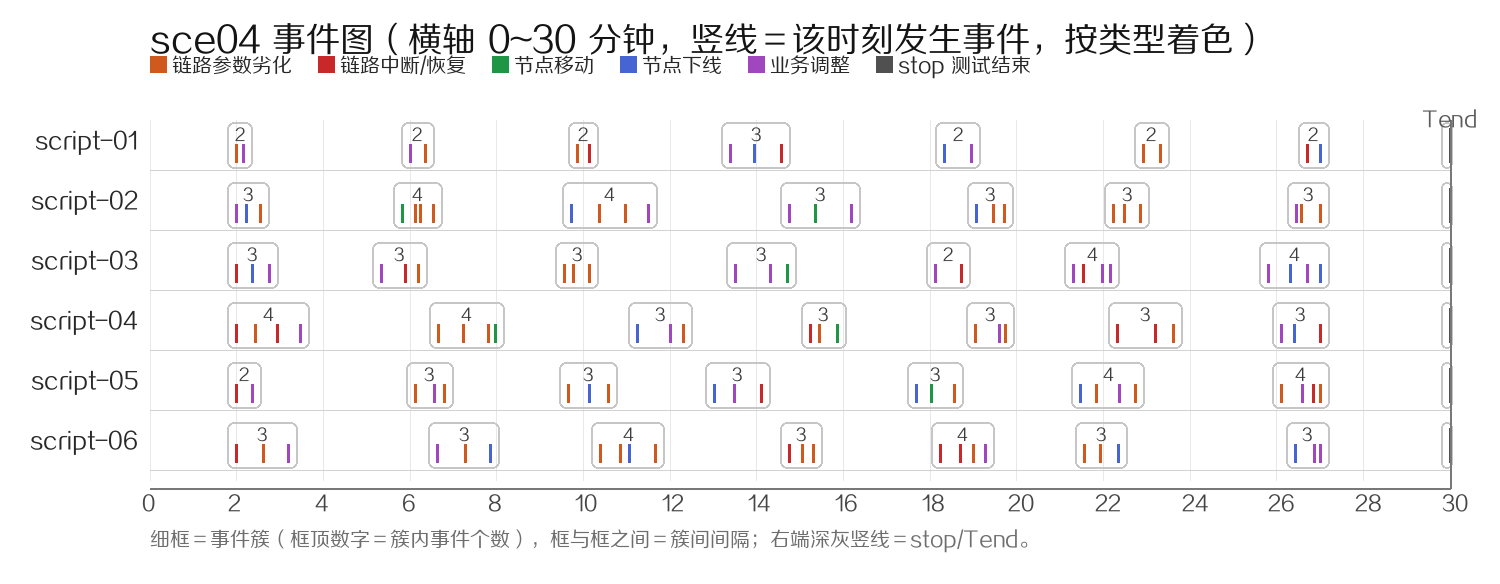 sce04 事件图（横轴 0~30 分钟，竖线＝该时刻发生事件，按类型着色）
链路参数劣化 链路中断/恢复 节点移动 节点下线 业务调整 stop 测试结束
Tend
script-01 2 2 2 3 2 2 2
script-02 3 4 4 3 3 3 3
script-03 3 3 3 3 2 4 4
script-04 4 4 3 3 3 3 3
script-05 2 3 3 3 3 4 4
script-06 3 3 4 3 4 3 3
0 2 4 6 8 10 12 14 16 18 20 22 24 26 28 30
细框＝事件簇（框顶数字＝簇内事件个数），框与框之间＝簇间间隔；右端深灰竖线＝stop/Tend。